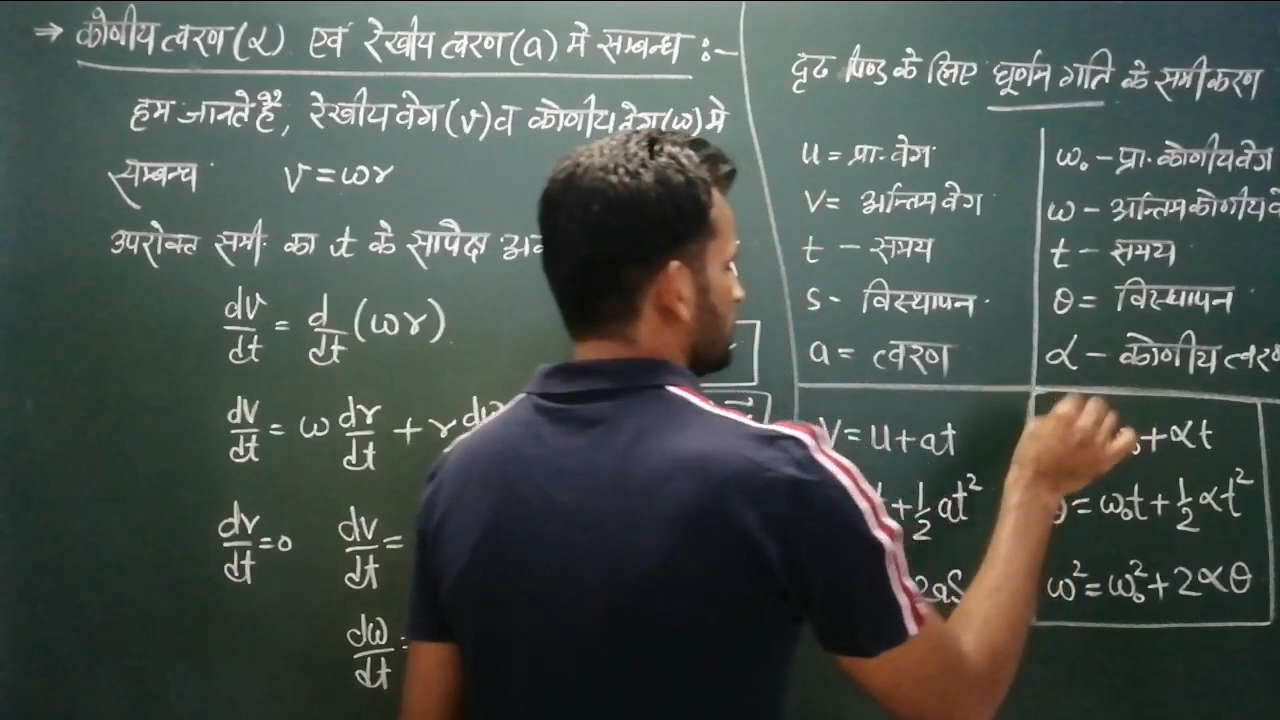 → कोणीय त्वरण (α) एवं रेखीय त्वरण (a) में सम्बन्ध :-
हम जानते हैं, रेखीय वेग (v) व कोणीय वेग (ω) मे
सम्बन्ध v = ωr
उपरोक्त समी. का t के सापेक्ष
dv/dt = d/dt (ωr)
dv/dt = ω dr/dt + r dω
dr/dt = 0 dv/dt =
dω/dt =
दृढ पिण्ड के लिए घूर्णन गति के समीकरण
u = प्रा. वेग ω₀ - प्रा. कोणीय वेग
v = अन्तिम वेग ω - अन्तिम कोणीय
t - समय t - समय
s - विस्थापन θ = विस्थापन
a = त्वरण α - कोणीय त्वरण
v = u + at + αt
+ 1/2 at² = ω₀t + 1/2 αt²
2as ω² = ω₀² + 2αθ